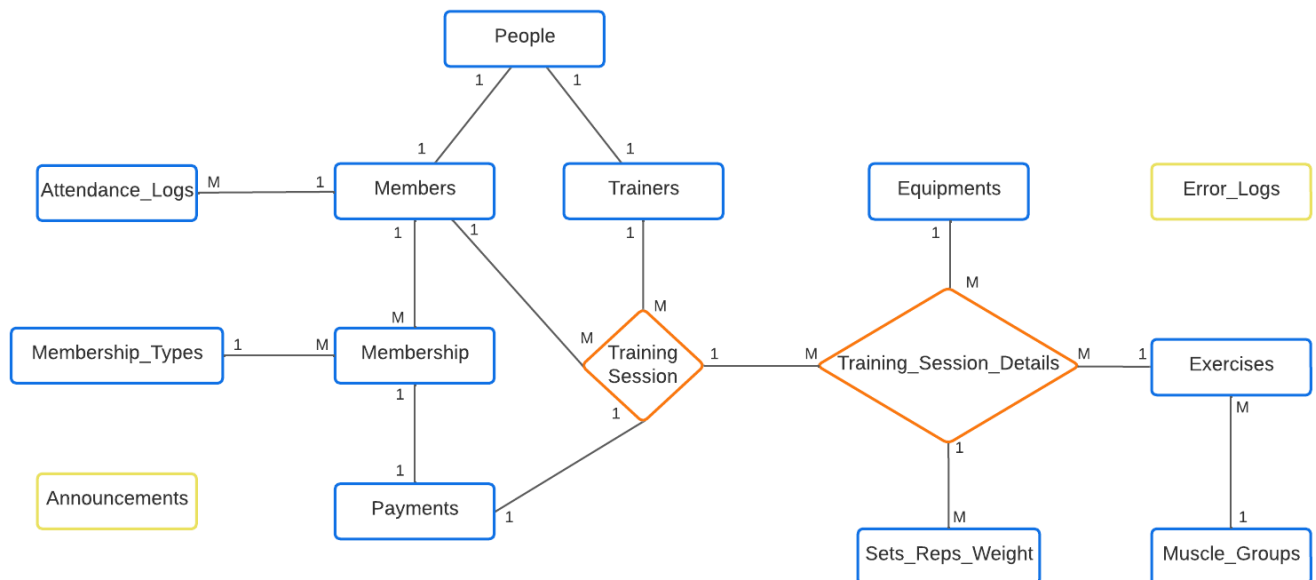 People
1
1
1
1
Attendance_Logs
M
1
Members
Trainers
Equipments
Error_Logs
1
1
1
1
M
M
M
M
Membership_Types
1
M
Membership
Training
Session
1
M
Training_Session_Details
M
1
Exercises
1
1
M
1
1
Announcements
Payments
1
M
1
Sets_Reps_Weight
Muscle_Groups